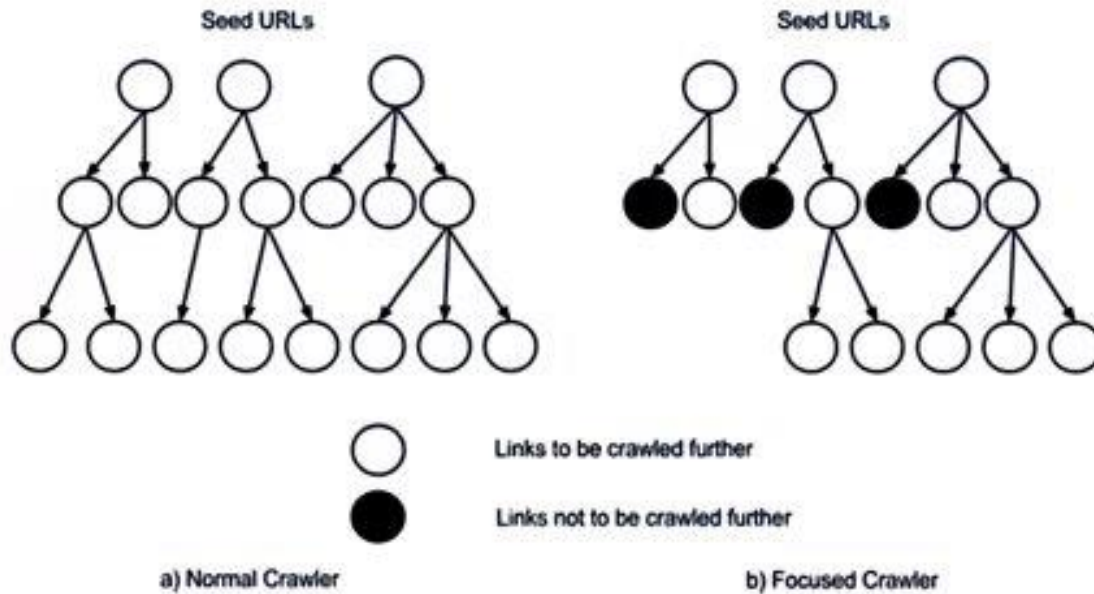 Seed URLs
Seed URLs
Links to be crawled further
Links not to be crawled further
a) Normal Crawler
b) Focused Crawler